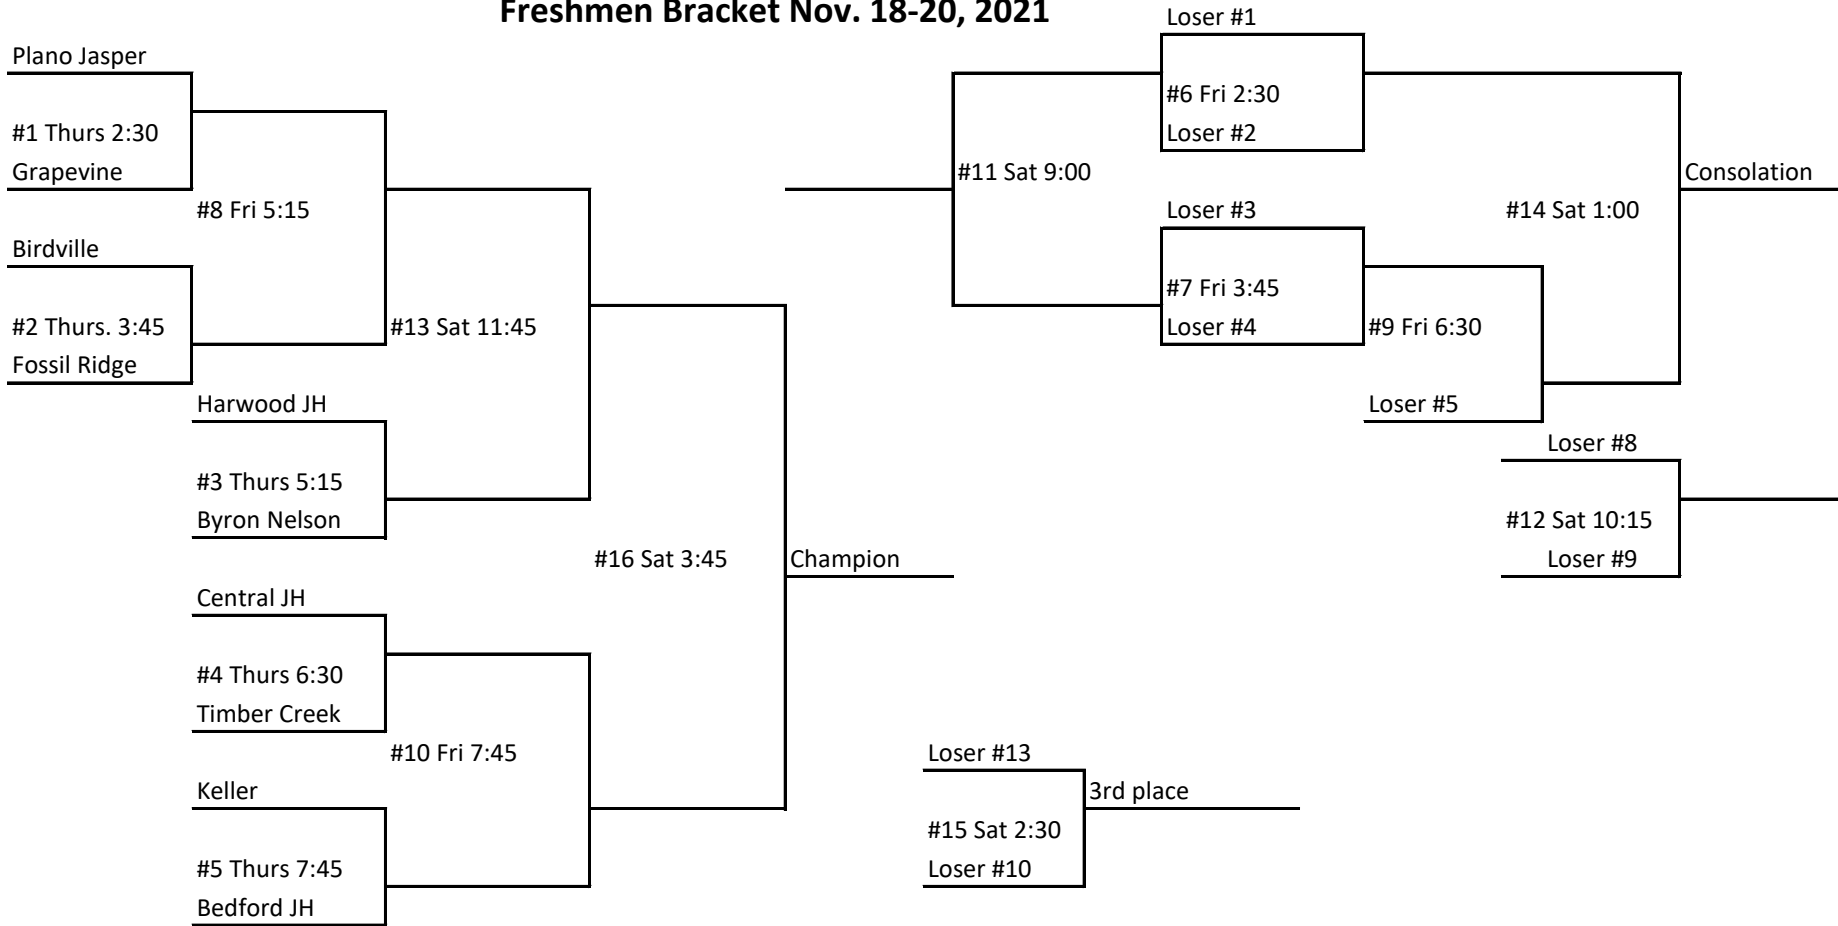 Freshmen Bracket Nov. 18-20, 2021
Plano Jasper
#1 Thurs 2:30
Grapevine
#8 Fri 5:15
Birdville
#2 Thurs. 3:45
Fossil Ridge
#13 Sat 11:45
Harwood JH
#3 Thurs 5:15
Byron Nelson
#16 Sat 3:45
Champion
Central JH
#4 Thurs 6:30
Timber Creek
#10 Fri 7:45
Keller
#5 Thurs 7:45
Bedford JH
Loser #1
#6 Fri 2:30
Loser #2
#11 Sat 9:00
Loser #3
#7 Fri 3:45
Loser #4
#9 Fri 6:30
Loser #5
#14 Sat 1:00
Consolation
Loser #8
#12 Sat 10:15
Loser #9
Loser #13
3rd place
#15 Sat 2:30
Loser #10